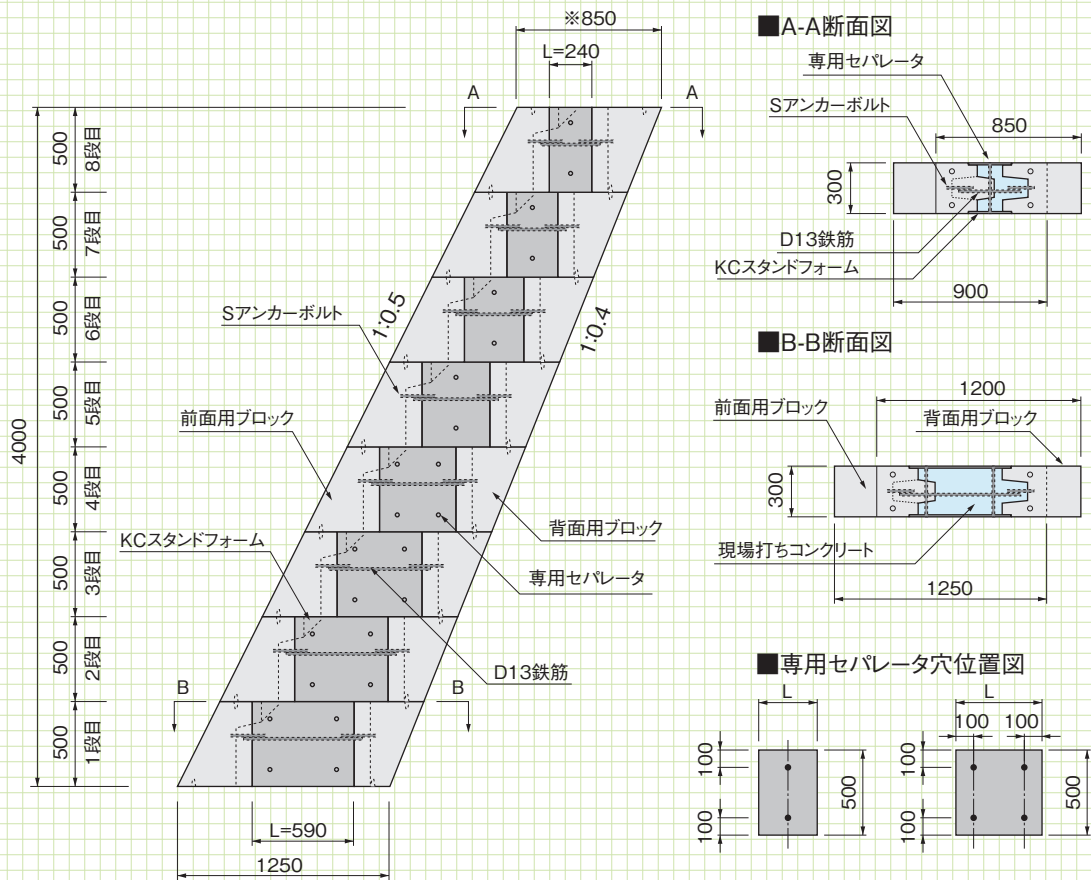 ※850
L=240
A
A
4000
500
8段目
500
7段目
500
6段目
500
5段目
500
4段目
500
3段目
500
2段目
500
1段目
1:0.5
1:0.4
Sアンカーボルト
前面用ブロック
KCスタンドフォーム
背面用ブロック
専用セパレータ
D13鉄筋
B
B
L=590
1250
■A-A断面図
専用セパレータ
Sアンカーボルト
850
300
D13鉄筋
KCスタンドフォーム
900
■B-B断面図
1200
前面用ブロック
背面用ブロック
300
現場打ちコンクリート
1250
■専用セパレータ穴位置図
L
100
100
500
L
100
100
100
100
500